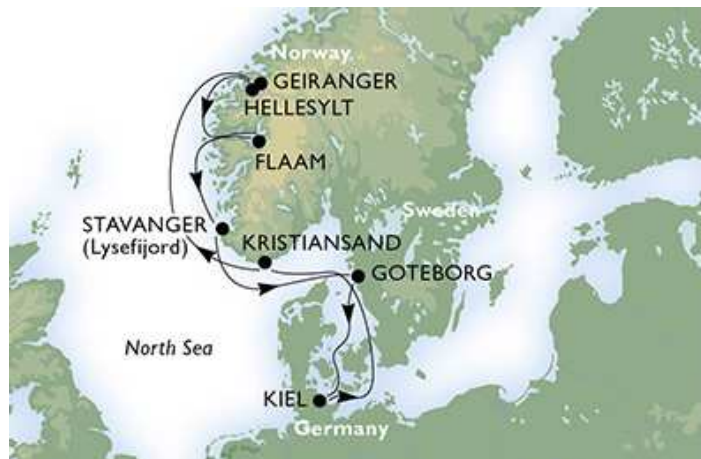 Norway
GEIRANGER
HELLESYLT
FLAAM
STAVANGER
(Lysefijord)
KRISTIANSAND
Sweden
GOTEBORG
North Sea
KIEL
Germany